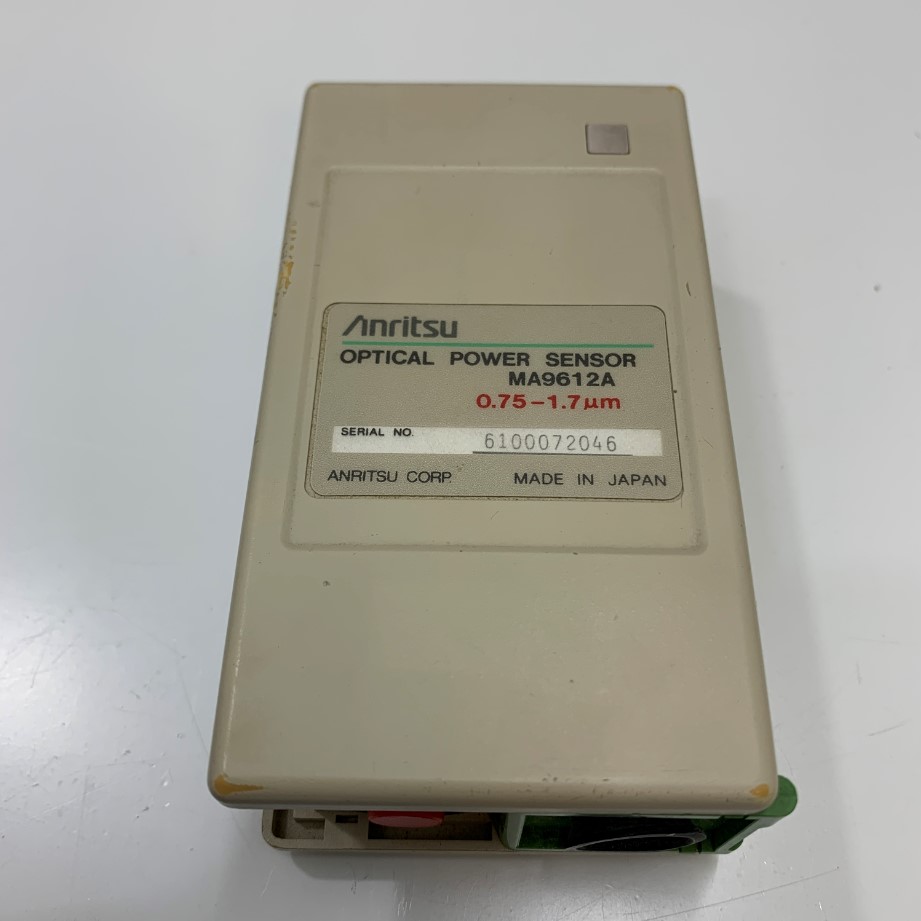 Anritsu
OPTICAL POWER SENSOR
MA9612A
0.75-1.7µm
SERIAL NO. 6100072046
ANRITSU CORP. MADE IN JAPAN